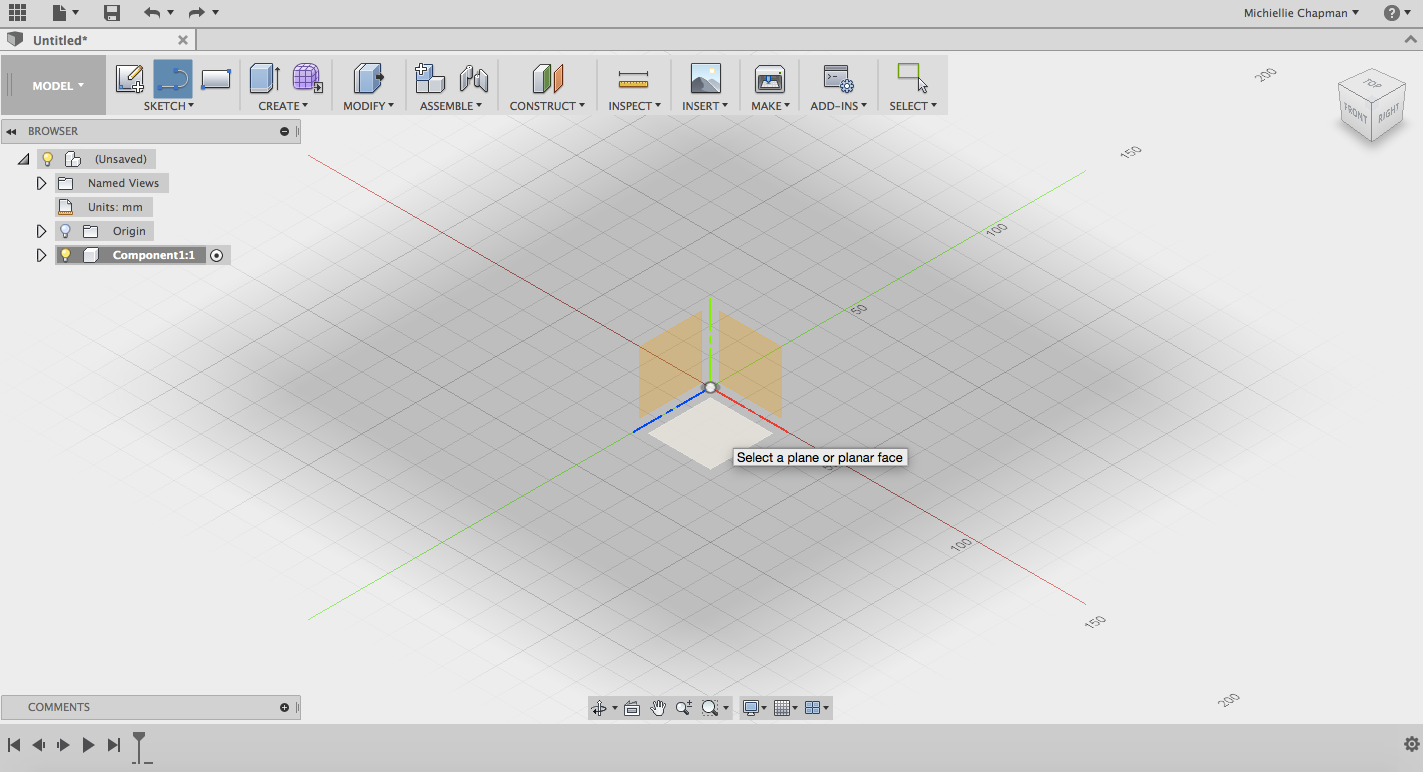 Michiellie Chapman
?
Untitled*
MODEL
SKETCH
CREATE
MODIFY
ASSEMBLE
CONSTRUCT
INSPECT
INSERT
MAKE
ADD-INS
SELECT
BROWSER
(Unsaved)
Named Views
Units: mm
Origin
Component1:1
TOP
FRONT
RIGHT
200
150
100
50
Select a plane or planar face
100
150
200
COMMENTS